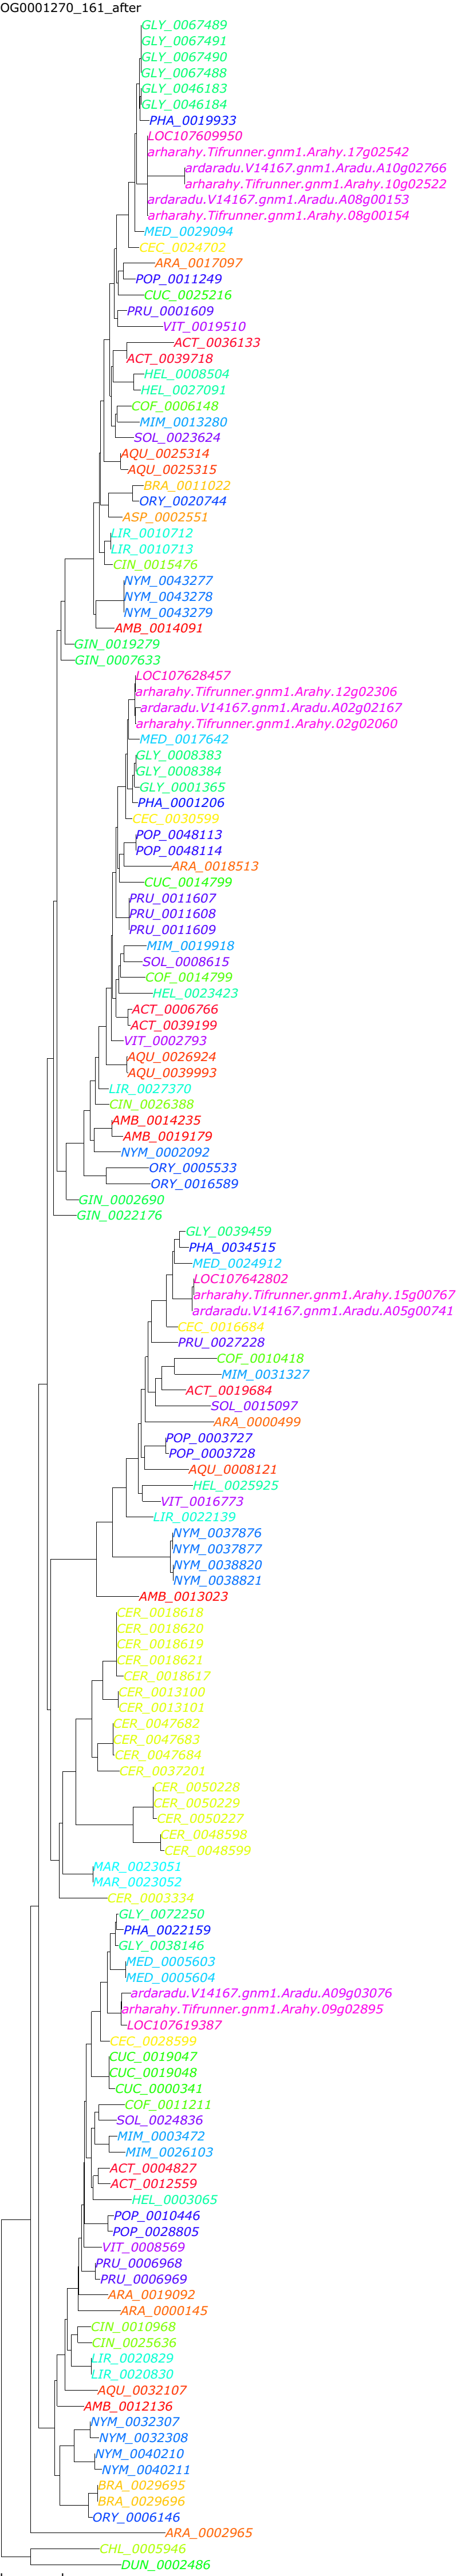 OG0001270_161_after
GLY_0067489
GLY_0067491
GLY_0067490
GLY_0067488
GLY_0046183
GLY_0046184
PHA_0019933
LOC107609950
arharahy.Tifrunner.gnm1.Arahy.17g02542
ardaradu.V14167.gnm1.Aradu.A10g02766
arharahy.Tifrunner.gnm1.Arahy.10g02522
ardaradu.V14167.gnm1.Aradu.A08g00153
arharahy.Tifrunner.gnm1.Arahy.08g00154
MED_0029094
CEC_0024702
ARA_0017097
POP_0011249
CUC_0025216
PRU_0001609
VIT_0019510
ACT_0036133
ACT_0039718
HEL_0008504
HEL_0027091
COF_0006148
MIM_0013280
SOL_0023624
AQU_0025314
AQU_0025315
BRA_0011022
ORY_0020744
ASP_0002551
LIR_0010712
LIR_0010713
CIN_0015476
NYM_0043277
NYM_0043278
NYM_0043279
AMB_0014091
GIN_0019279
GIN_0007633
LOC107628457
arharahy.Tifrunner.gnm1.Arahy.12g02306
ardaradu.V14167.gnm1.Aradu.A02g02167
arharahy.Tifrunner.gnm1.Arahy.02g02060
MED_0017642
GLY_0008383
GLY_0008384
GLY_0001365
PHA_0001206
CEC_0030599
POP_0048113
POP_0048114
ARA_0018513
CUC_0014799
PRU_0011607
PRU_0011608
PRU_0011609
MIM_0019918
SOL_0008615
COF_0014799
HEL_0023423
ACT_0006766
ACT_0039199
VIT_0002793
AQU_0026924
AQU_0039993
LIR_0027370
CIN_0026388
AMB_0014235
AMB_0019179
NYM_0002092
ORY_0005533
ORY_0016589
GIN_0002690
GIN_0022176
GLY_0039459
PHA_0034515
MED_0024912
LOC107642802
arharahy.Tifrunner.gnm1.Arahy.15g00767
ardaradu.V14167.gnm1.Aradu.A05g00741
CEC_0016684
PRU_0027228
COF_0010418
MIM_0031327
ACT_0019684
SOL_0015097
ARA_0000499
POP_0003727
POP_0003728
AQU_0008121
HEL_0025925
VIT_0016773
LIR_0022139
NYM_0037876
NYM_0037877
NYM_0038820
NYM_0038821
AMB_0013023
CER_0018618
CER_0018620
CER_0018619
CER_0018621
CER_0018617
CER_0013100
CER_0013101
CER_0047682
CER_0047683
CER_0047684
CER_0037201
CER_0050228
CER_0050229
CER_0050227
CER_0048598
CER_0048599
MAR_0023051
MAR_0023052
CER_0003334
GLY_0072250
PHA_0022159
GLY_0038146
MED_0005603
MED_0005604
ardaradu.V14167.gnm1.Aradu.A09g03076
arharahy.Tifrunner.gnm1.Arahy.09g02895
LOC107619387
CEC_0028599
CUC_0019047
CUC_0019048
CUC_0000341
COF_0011211
SOL_0024836
MIM_0003472
MIM_0026103
ACT_0004827
ACT_0012559
HEL_0003065
POP_0010446
POP_0028805
VIT_0008569
PRU_0006968
PRU_0006969
ARA_0019092
ARA_0000145
CIN_0010968
CIN_0025636
LIR_0020829
LIR_0020830
AQU_0032107
AMB_0012136
NYM_0032307
NYM_0032308
NYM_0040210
NYM_0040211
BRA_0029695
BRA_0029696
ORY_0006146
ARA_0002965
CHL_0005946
DUN_0002486